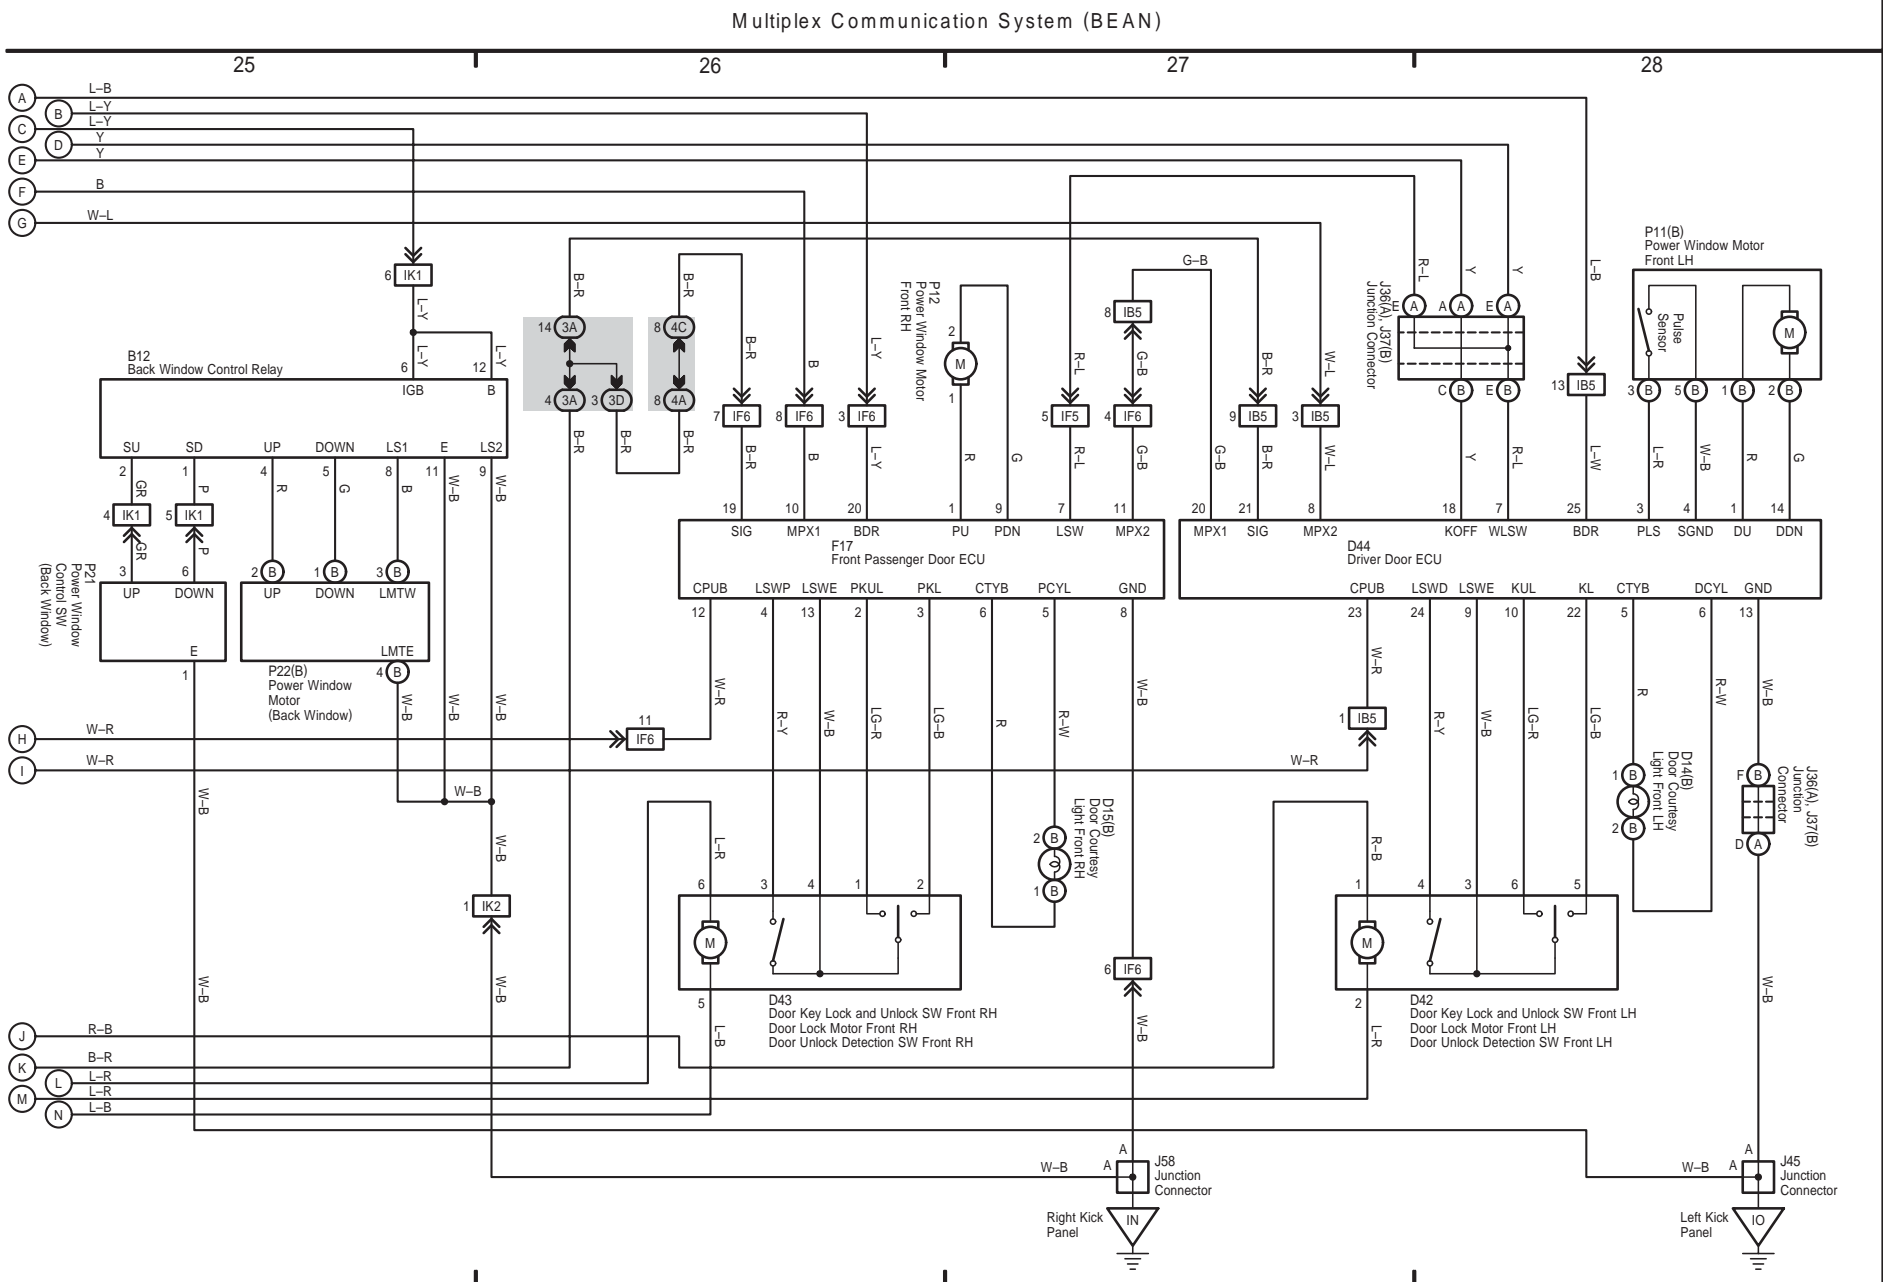 Multiplex Communication System (BEAN)
25 26 27 28
A L–B
B L–Y
C L–Y
D Y
E Y
F B
G W–L
6 IK1
L–Y
L–Y
L–Y
6 12
B12
Back Window Control Relay
IGB B
SU SD UP DOWN LS1 E LS2
2 1 4 5 8 11 9
GR P R G B W–B W–B
4 IK1 5 IK1
GR P
3 6
UP DOWN
E
1
P21
Power Window
Control SW
(Back Window)
2 B 1 B 3 B
UP DOWN LMTW
LMTE
4 B
P22(B)
Power Window
Motor
(Back Window)
W–B W–B W–B
B–R B–R
14 3A 8 4C
4 3A 3 3D 8 4A
B–R B–R B–R
B–R B L–Y
7 IF6 8 IF6 3 IF6
B–R B L–Y
P12
Power Window Motor
Front RH
2
M
1
R G
R–L
5 IF5
R–L
G–B
8 IB5
G–B
4 IF6
G–B
G–B
B–R W–L
9 IB5 3 IB5
B–R W–L
J36(A), J37(B)
Junction Connector
R–L Y Y
E A A A E A
C B E B
Y R–L
L–B
13 IB5
L–W
P11(B)
Power Window Motor
Front LH
Pulse
Sensor
M
3 B 5 B 1 B 2 B
L–R W–B R G
19 10 20 1 9 7 11
SIG MPX1 BDR PU PDN LSW MPX2
F17
Front Passenger Door ECU
CPUB LSWP LSWE PKUL PKL CTYB PCYL GND
12 4 13 2 3 6 5 8
20 21 8 18 7 25 3 4 1 14
MPX1 SIG MPX2 KOFF WLSW BDR PLS SGND DU DDN
D44
Driver Door ECU
CPUB LSWD LSWE KUL KL CTYB DCYL GND
23 24 9 10 22 5 6 13
W–R R–Y W–B LG–R LG–B R R–W W–B
W–R R–Y W–B LG–R LG–B R R–W W–B
H W–R
11
IF6
I W–R
W–R
1 IB5
W–B
W–B
W–B
1 IK2
W–B
W–B
L–R
6 3 4 1 2
M
5
L–B
D43
Door Key Lock and Unlock SW Front RH
Door Lock Motor Front RH
Door Unlock Detection SW Front RH
D15(B)
Door Courtesy
Light Front RH
2 B
1 B
6 IF6
W–B
R–B
1 4 3 6 5
M
2
L–R
D42
Door Key Lock and Unlock SW Front LH
Door Lock Motor Front LH
Door Unlock Detection SW Front LH
D14(B)
Door Courtesy
Light Front LH
1 B
2 B
J36(A), J37(B)
Junction
Connector
F B
D A
W–B
J R–B
K B–R
L L–R
M L–R
N L–B
W–B A A
J58
Junction
Connector
Right Kick
Panel
IN
W–B A A
J45
Junction
Connector
Left Kick
Panel
IO